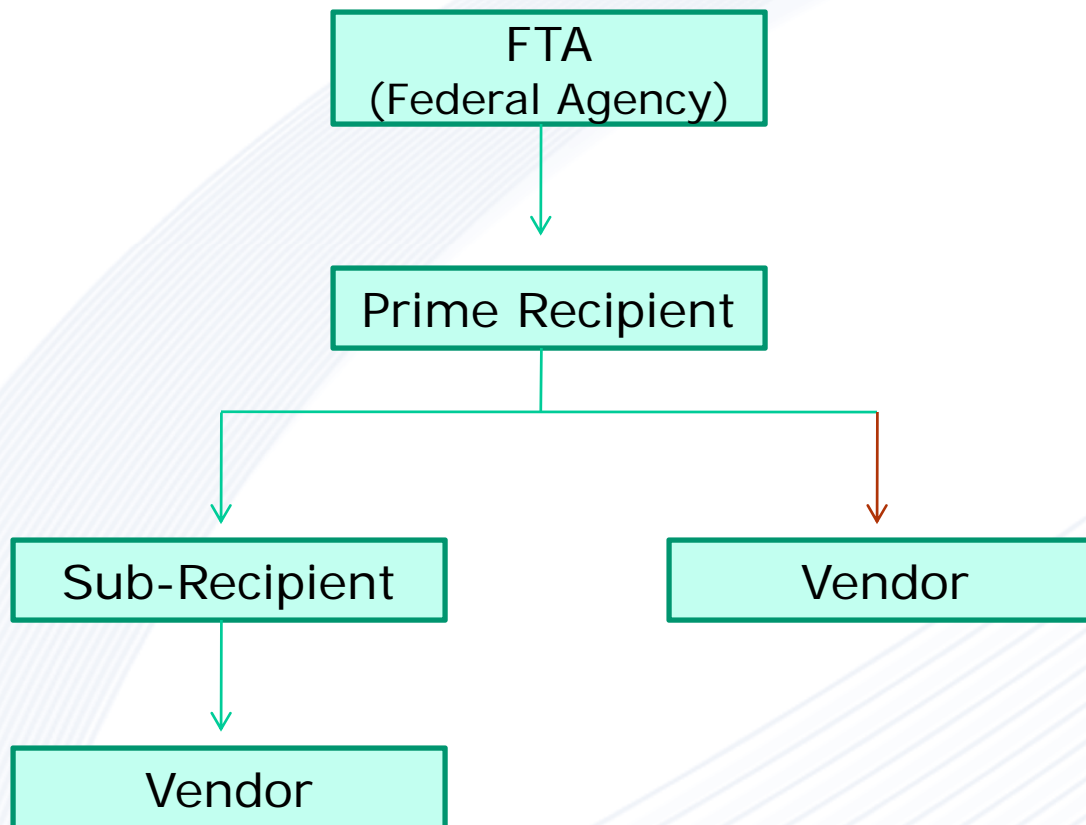 FTA
(Federal Agency)
Prime Recipient
Sub-Recipient
Vendor
Vendor